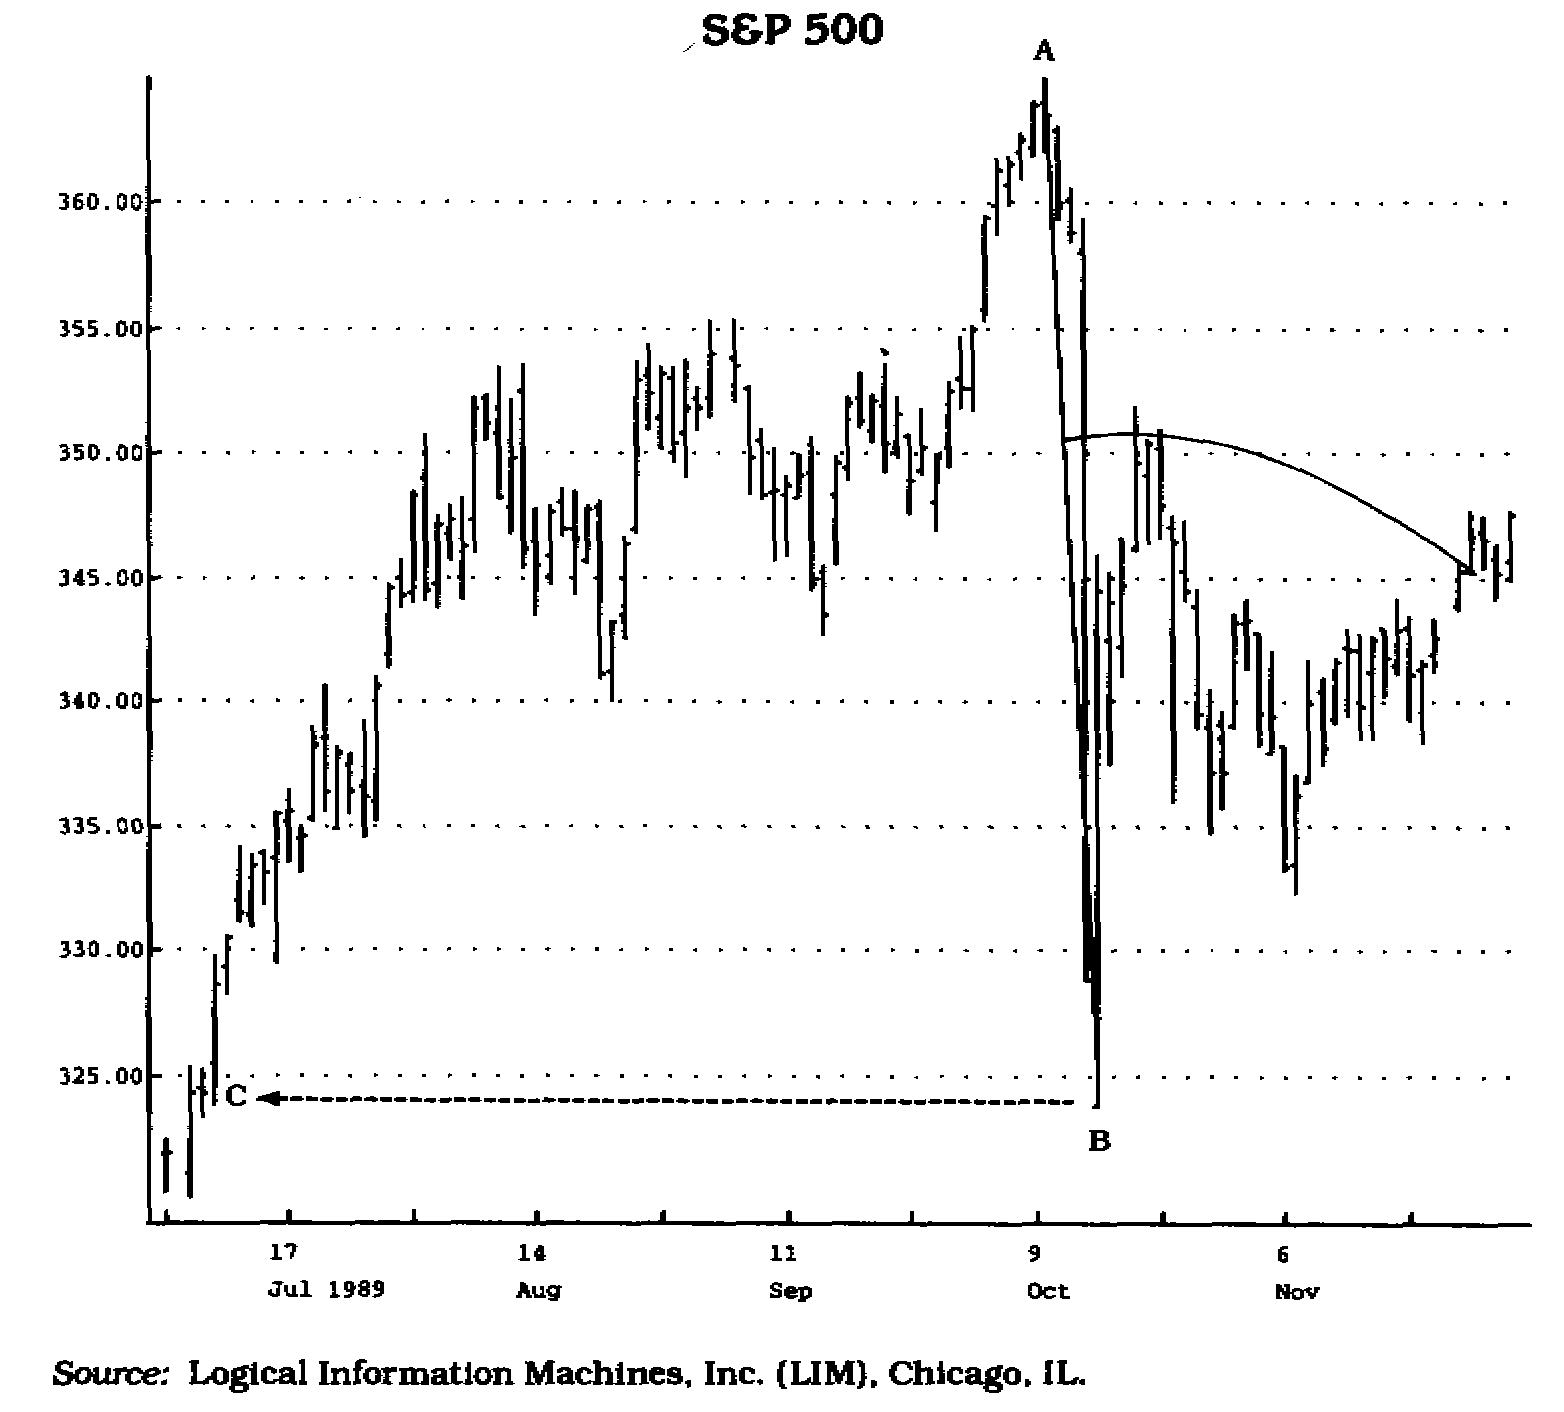 S&P 500
A
360.00
355.00
350.00
345.00
340.00
335.00
330.00
325.00
C
B
17 14 11 9 6
Jul 1989 Aug Sep Oct Nov
Source: Logical Information Machines, Inc. (LIM), Chicago, IL.